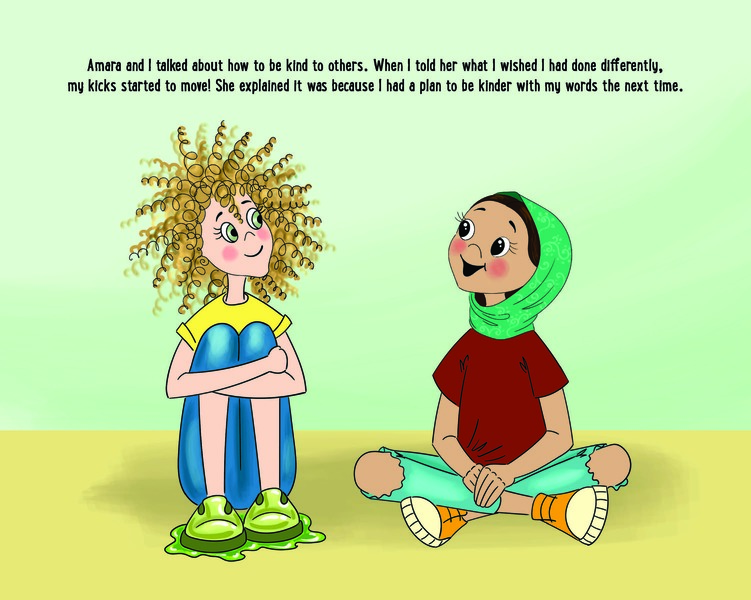 Amara and I talked about how to be kind to others. When I told her what I wished I had done differently,
my kicks started to move! She explained it was because I had a plan to be kinder with my words the next time.